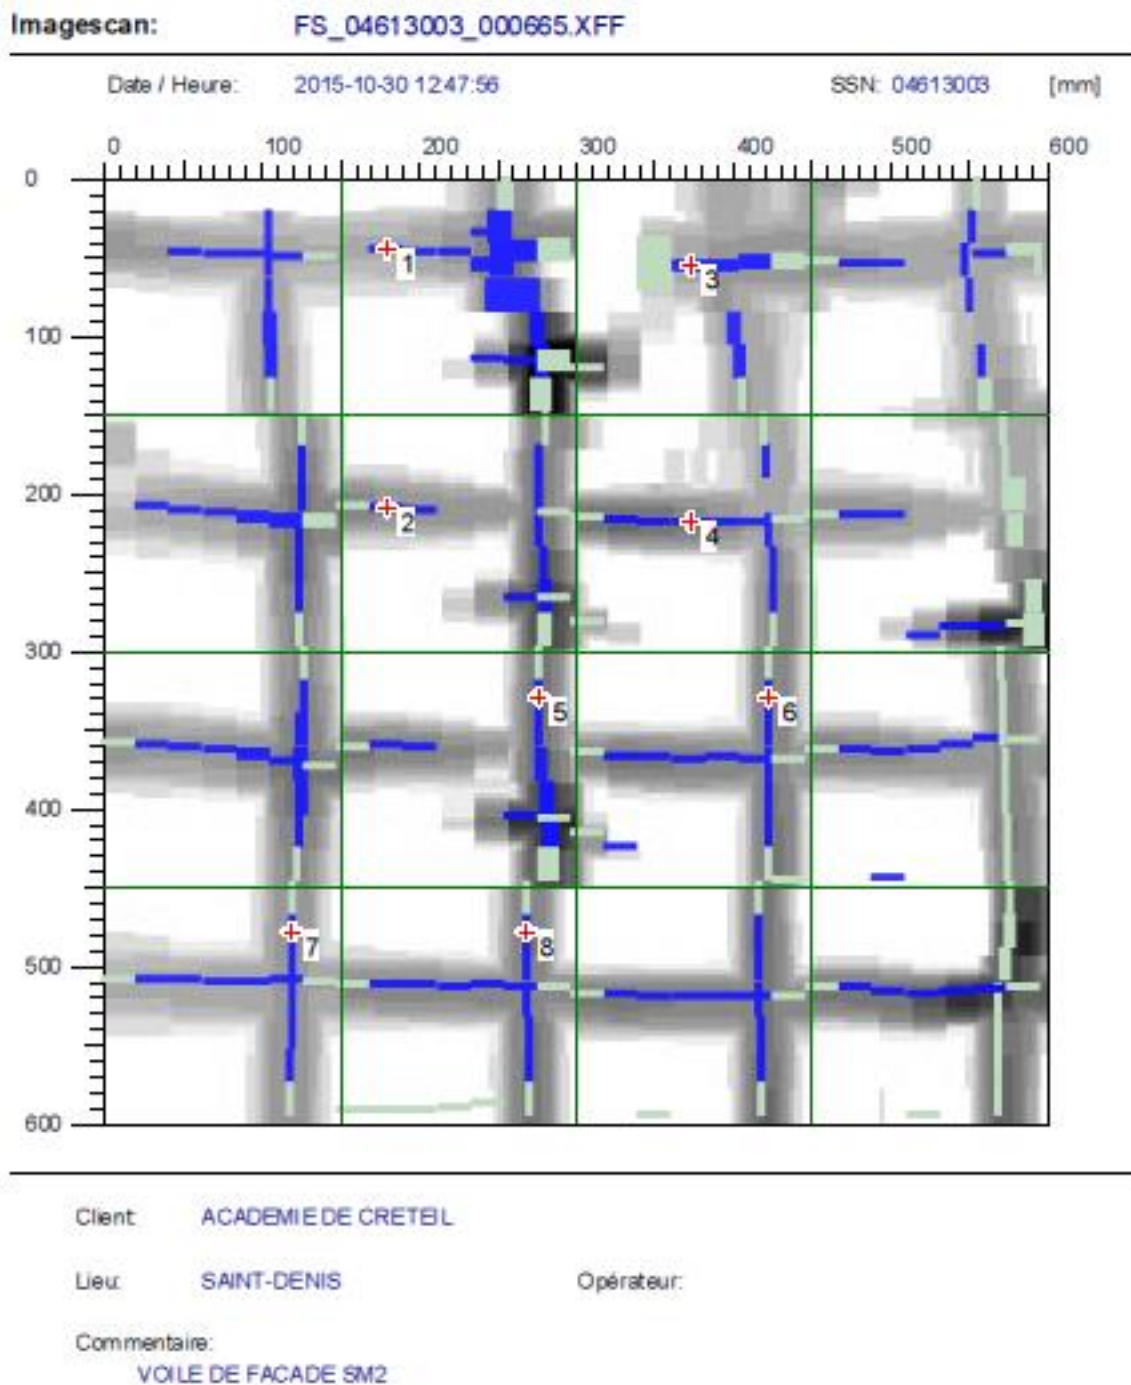 Imagescan: FS_04613003_000665.XFF
Date / Heure: 2015-10-30 12:47:56 SSN: 04613003 [mm]
0 100 200 300 400 500 600
0
1
3
100
200
2
4
300
5
6
400
7
8
500
600
Client: ACADEMIE DE CRETEIL
Lieu: SAINT-DENIS Opérateur:
Commentaire:
VOILE DE FACADE SM2